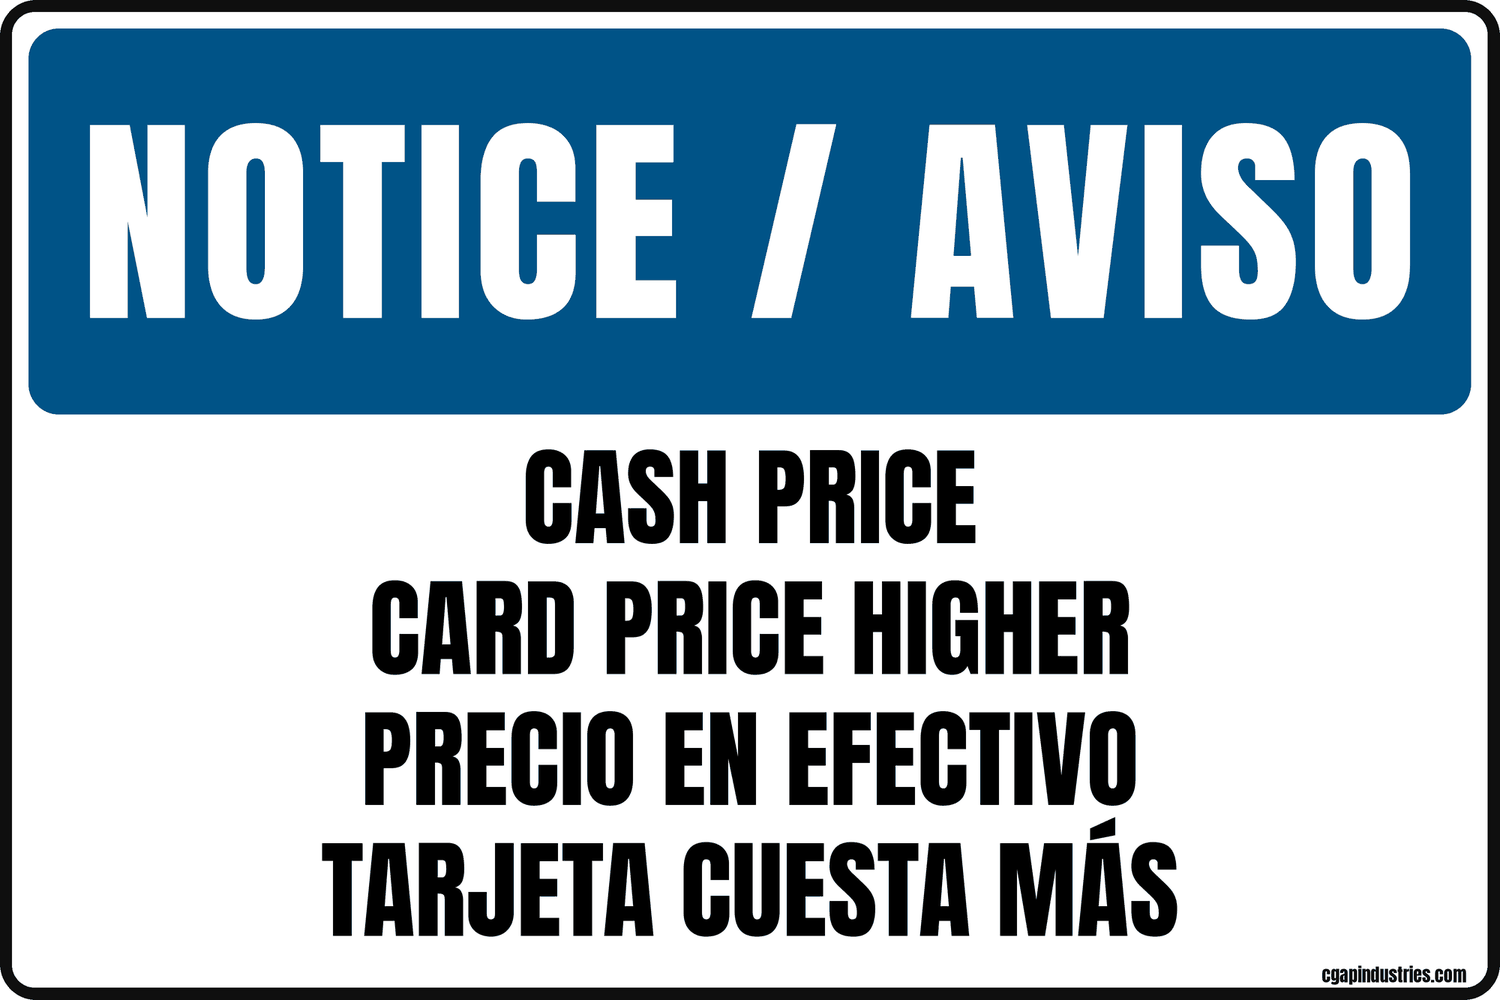 NOTICE / AVISO
CASH PRICE
CARD PRICE HIGHER
PRECIO EN EFECTIVO
TARJETA CUESTA MÁS
cgapindustries.com